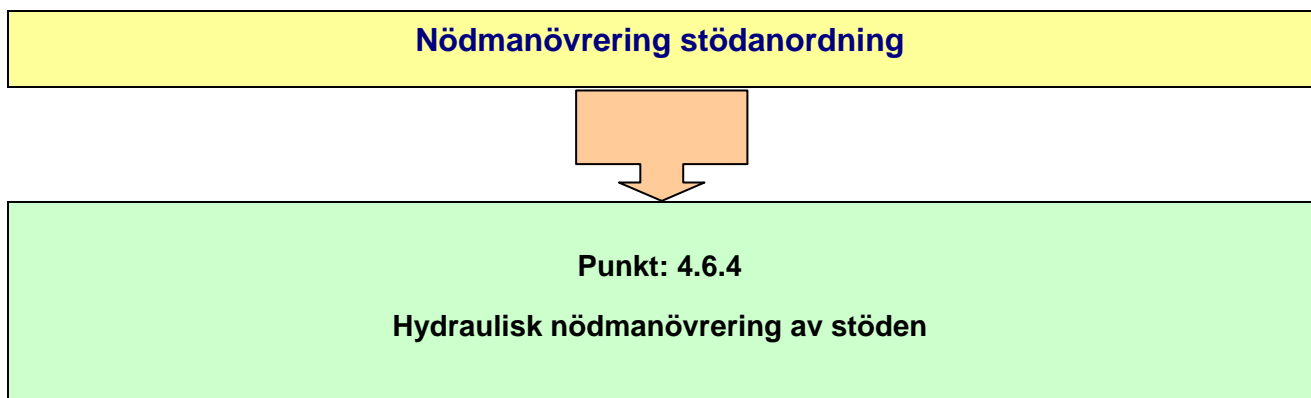 Nödmanövrering stödanordning
Punkt: 4.6.4
Hydraulisk nödmanövrering av stöden